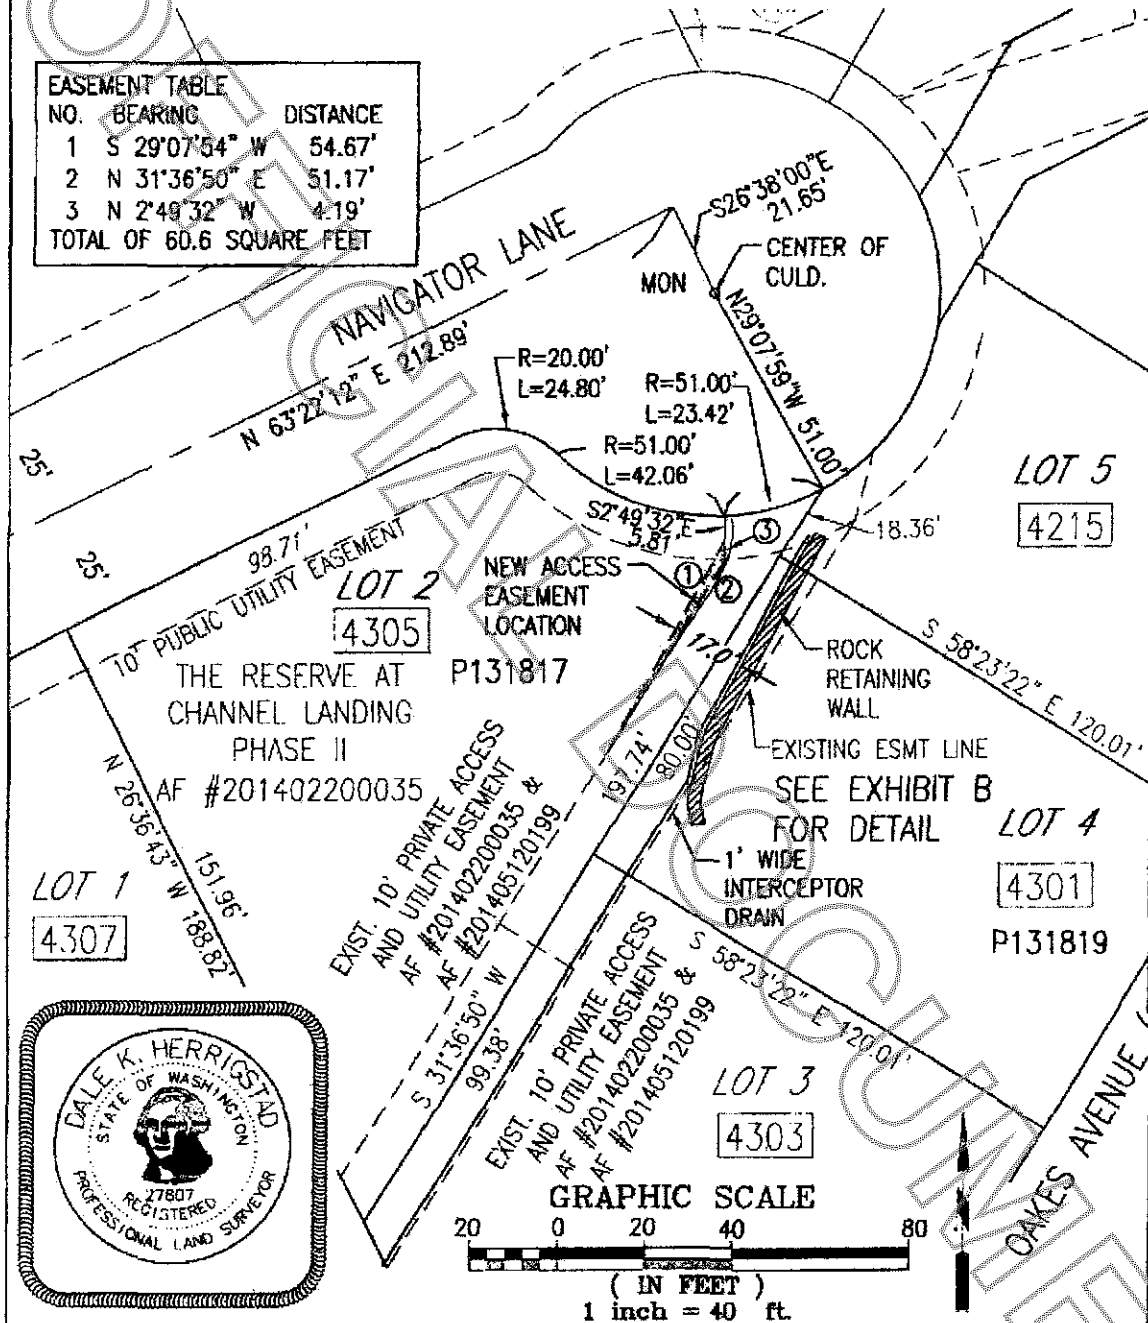 EASEMENT TABLE
NO. BEARING DISTANCE
1 S 29°07'54" W 54.67'
2 N 31°36'50" E 51.17'
3 N 2°49'32" W 4.19'
TOTAL OF 60.6 SQUARE FEET
S26°38'00"E
21.65'
CENTER OF
CULD.
MON
NAVIGATOR LANE
N 63°22'12" E 212.89'
N29°07'59"W 51.00'
R=20.00'
L=24.80'
R=51.00'
L=23.42'
R=51.00'
L=42.06'
25'
25'
S2°49'32"E
5.81'
3
18.36'
LOT 5
4215
98.71'
10' PUBLIC UTILITY EASEMENT
LOT 2
4305
P131817
NEW ACCESS
EASEMENT
LOCATION
1
2
17.0'
ROCK
RETAINING
WALL
S 58°23'22" E 120.01'
THE RESERVE AT
CHANNEL LANDING
PHASE II
AF #201402200035
EXISTING ESMT LINE
SEE EXHIBIT B
FOR DETAIL
LOT 4
4301
P131819
191.74'
80.00'
1' WIDE
INTERCEPTOR
DRAIN
N 26°36'43" W 188.82'
151.96'
LOT 1
4307
EXIST. 10' PRIVATE ACCESS
AND UTILITY EASEMENT
AF #201402200035 &
AF #201405120199
S 58°23'22" E 120.01'
S 31°36'50" W
99.38'
EXIST. 10' PRIVATE ACCESS
AND UTILITY EASEMENT
AF #201402200035 &
AF #201405120199
LOT 3
4303
OAKES AVENUE
DALE K. HERRIGSTAD
STATE OF WASHINGTON
27807
REGISTERED
PROFESSIONAL LAND SURVEYOR
GRAPHIC SCALE
20 0 20 40 80
( IN FEET )
1 inch = 40 ft.
UNOFFICIAL DOCUMENT